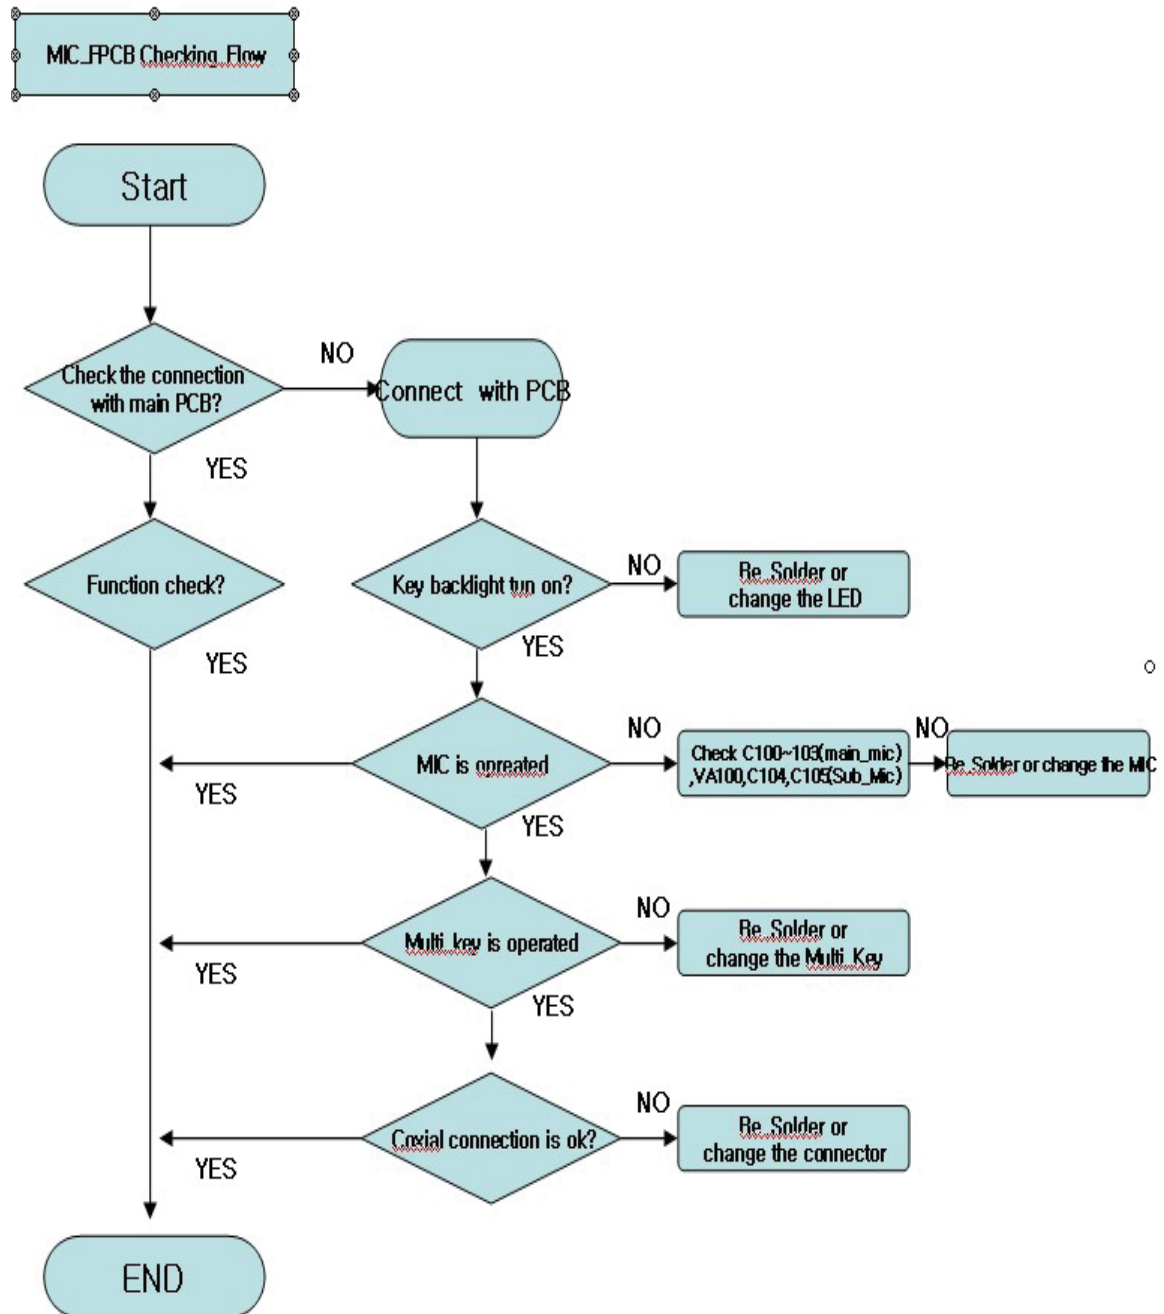 MIC_FPCB Checking Flow
Start
Check the connection
with main PCB?
NO
Connect with PCB
YES
Function check?
YES
Key backlight tun on?
NO
Re_Solder or
change the LED
YES
MIC is opreated
NO
Check C100~103(main_mic)
,VA100,C104,C105(Sub_Mic)
NO
Re_Solder or change the MIC
YES
YES
Multi_key is operated
NO
Re_Solder or
change the Multi_Key
YES
YES
Coxial connection is ok?
NO
Re_Solder or
change the connector
YES
END